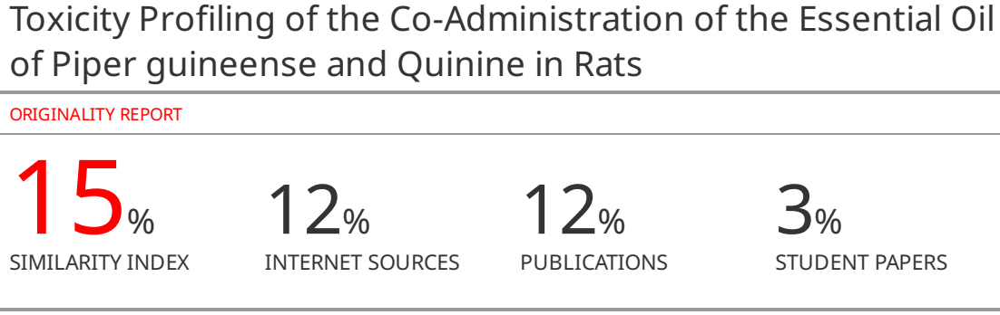 Toxicity Profiling of the Co-Administration of the Essential Oil
of Piper guineense and Quinine in Rats
ORIGINALITY REPORT
15% 12% 12% 3%
SIMILARITY INDEX INTERNET SOURCES PUBLICATIONS STUDENT PAPERS